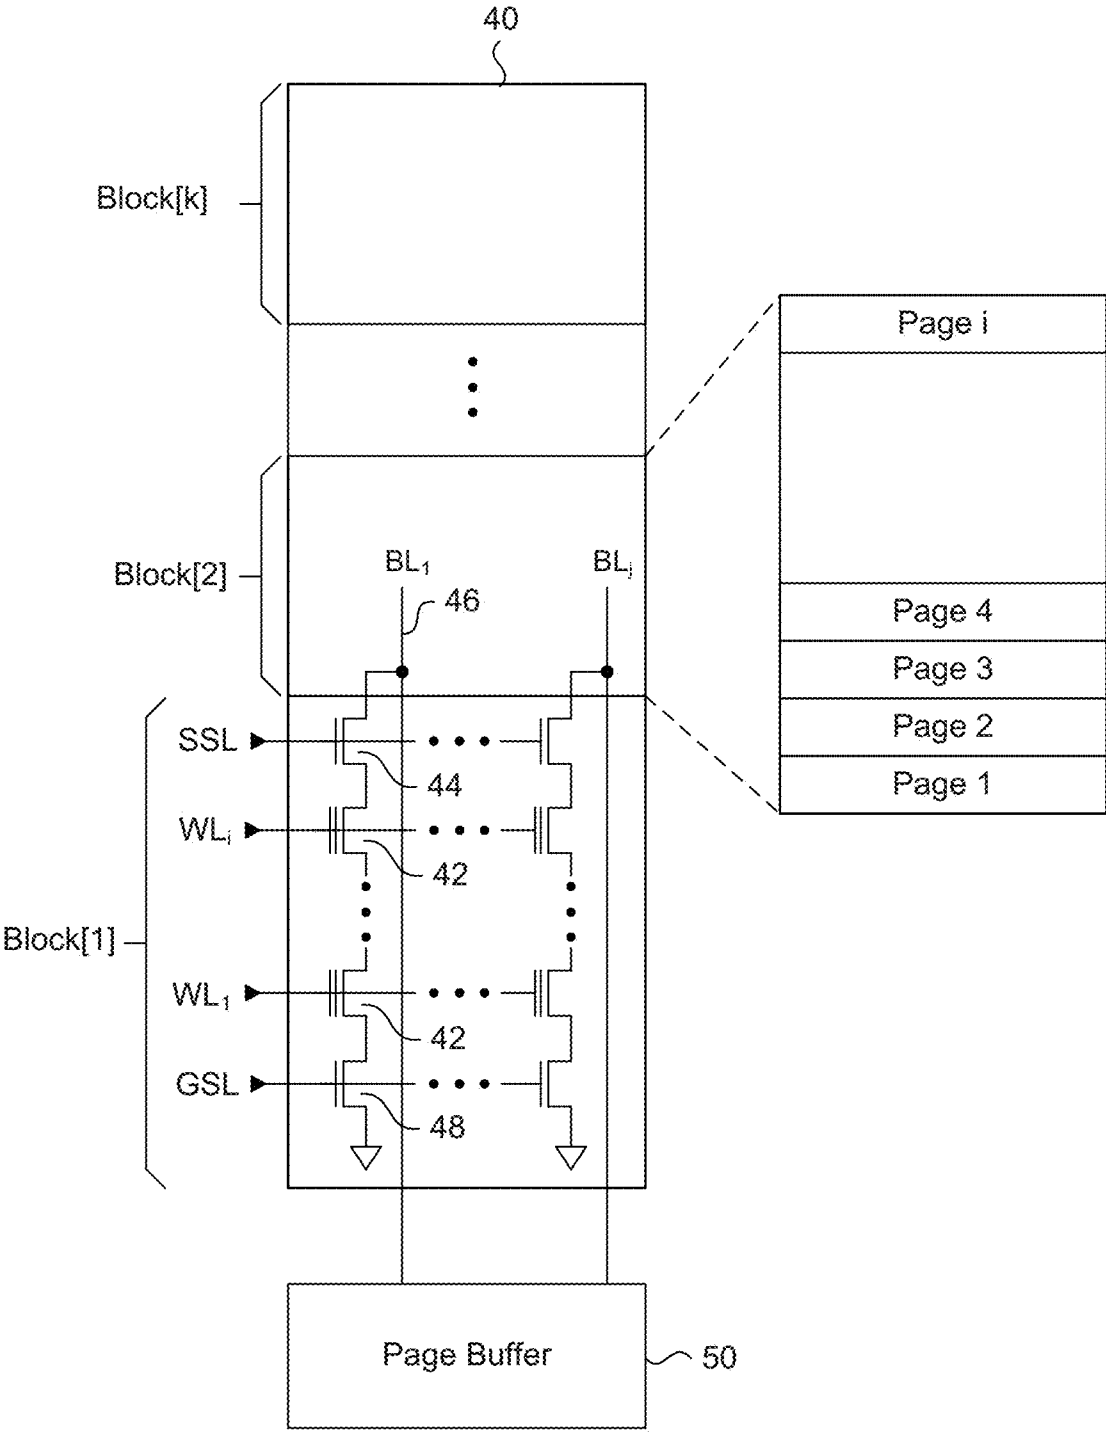 40
Block[k]
Page i
BL₁
BLⱼ
Block[2]
46
Page 4
Page 3
Page 2
Page 1
SSL
44
WLᵢ
42
Block[1]
WL₁
42
GSL
48
Page Buffer
50